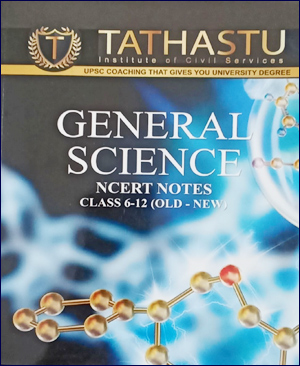 T
TATHASTU
Institute of Civil Services
UPSC COACHING THAT GIVES YOU UNIVERSITY DEGREE
GENERAL
SCIENCE
NCERT NOTES
CLASS 6-12 (OLD - NEW)